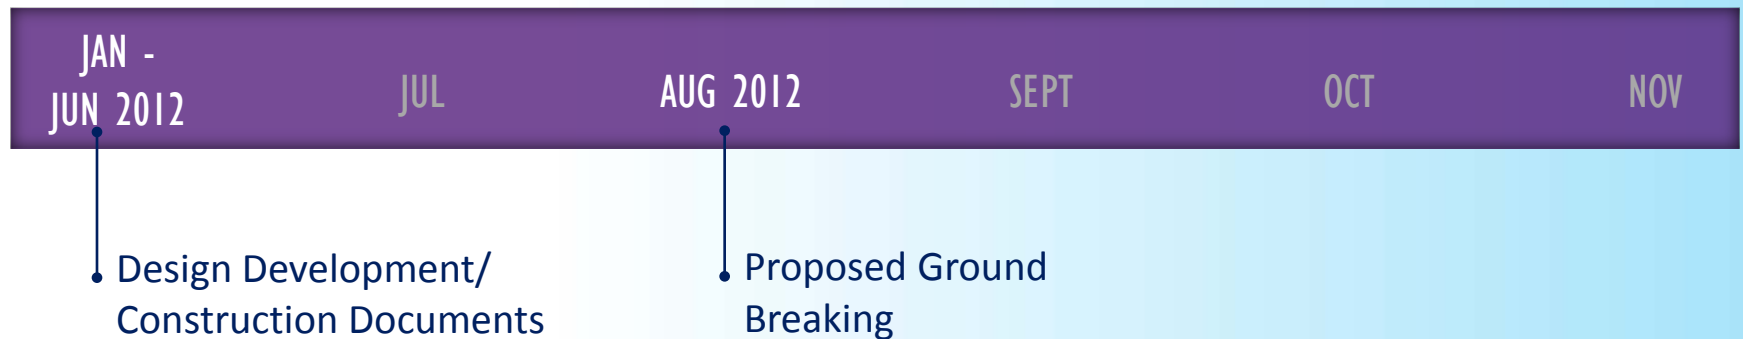 JAN -
JUN 2012
JUL
AUG 2012
SEPT
OCT
NOV
Design Development/
Construction Documents
Proposed Ground
Breaking